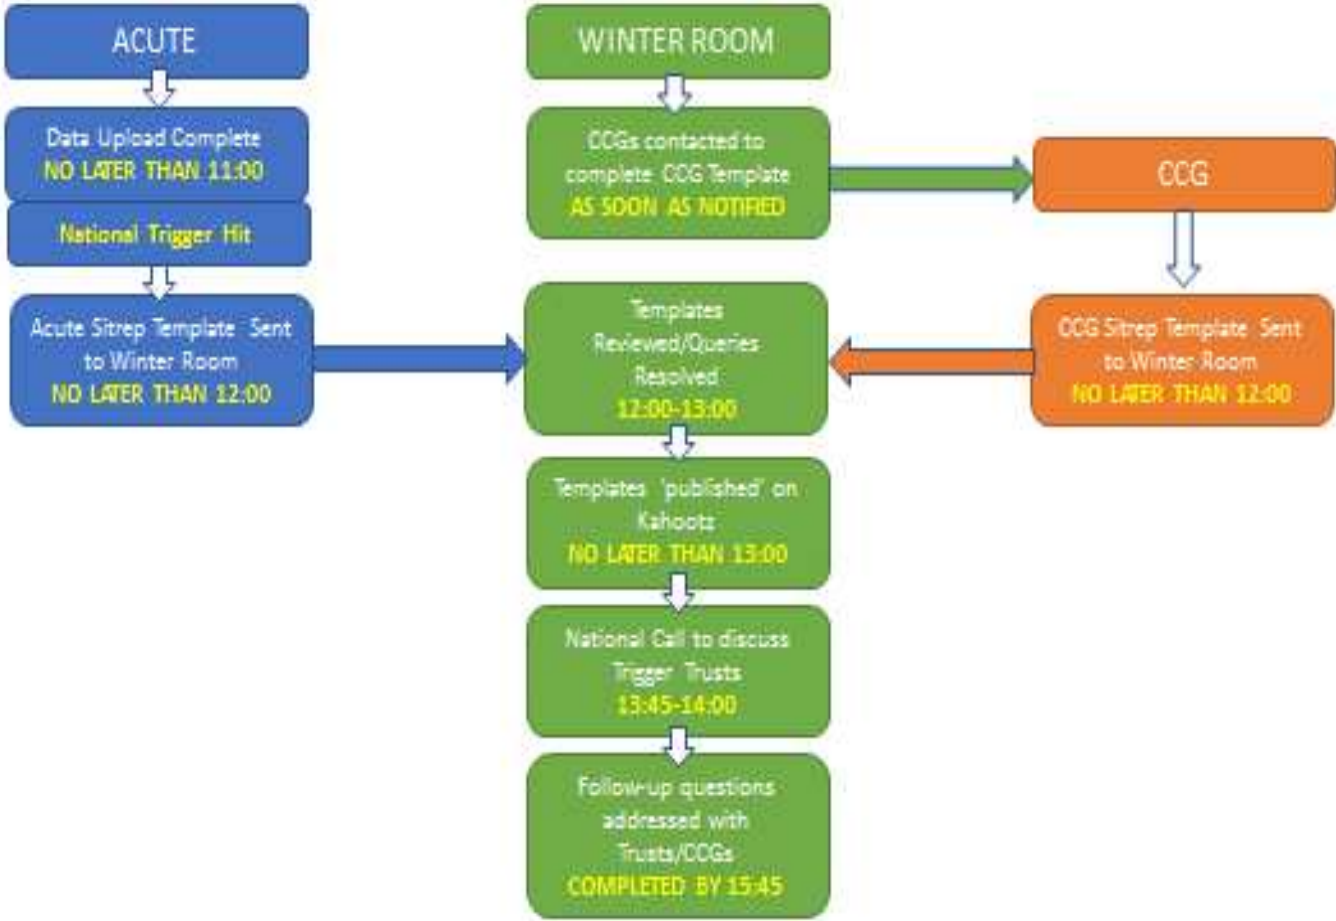 ACUTE
Data Upload Complete
NO LATER THAN 11:00
National Trigger Hit
Acute Sitrep Template Sent
to Winter Room
NO LATER THAN 12:00
WINTER ROOM
CCGs contacted to
complete CCG Template
AS SOON AS NOTIFIED
CCG
CCG Sitrep Template Sent
to Winter Room
NO LATER THAN 12:00
Templates
Reviewed/Queries
Resolved
12:00-13:00
Templates 'published' on
Kahootz
NO LATER THAN 13:00
National Call to discuss
Trigger Trusts
13:45-14:00
Follow-up questions
addressed with
Trusts/CCGs
COMPLETED BY 15:45